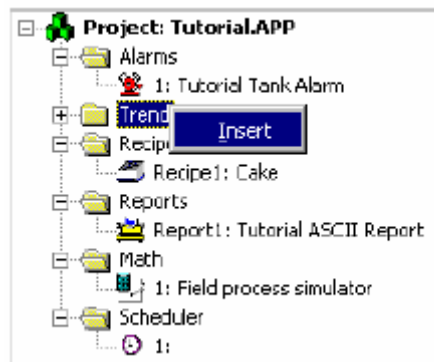 Project: Tutorial.APP
Alarms
1: Tutorial Tank Alarm
Trend
Insert
Recipe
Recipe1: Cake
Reports
Report1: Tutorial ASCII Report
Math
1: Field process simulator
Scheduler
1: